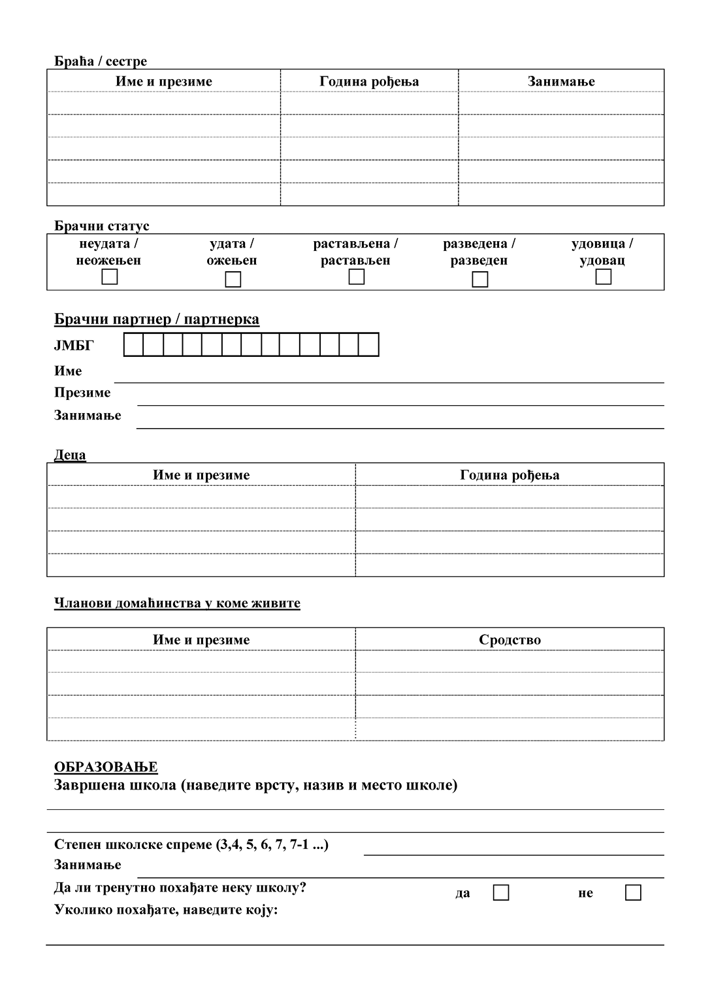 Браћа / сестре
Име и презиме Година рођења Занимање
Брачни статус
неудата / удата / растављена / разведена / удовица /
неожењен ожењен растављен разведен удовац
Брачни партнер / партнерка
ЈМБГ
Име
Презиме
Занимање
Деца
Име и презиме Година рођења
Чланови домаћинства у коме живите
Име и презиме Сродство
ОБРАЗОВАЊЕ
Завршена школа (наведите врсту, назив и место школе)
Степен школске спреме (3,4, 5, 6, 7, 7-1 ...)
Занимање
Да ли тренутно похађате неку школу? да не
Уколико похађате, наведите коју: